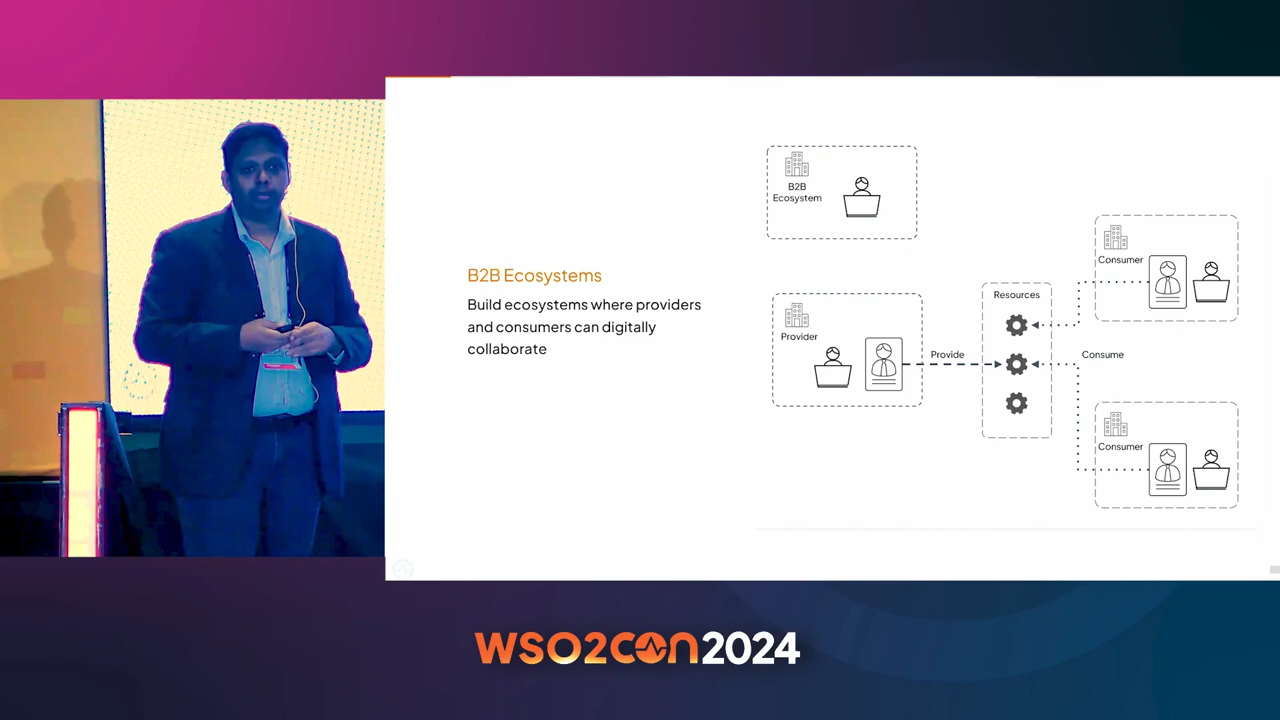 B2B Ecosystems
Build ecosystems where providers
and consumers can digitally
collaborate
B2B
Ecosystem
Provider
Provide
Resources
Consumer
Consume
Consumer
WSO2CON2024